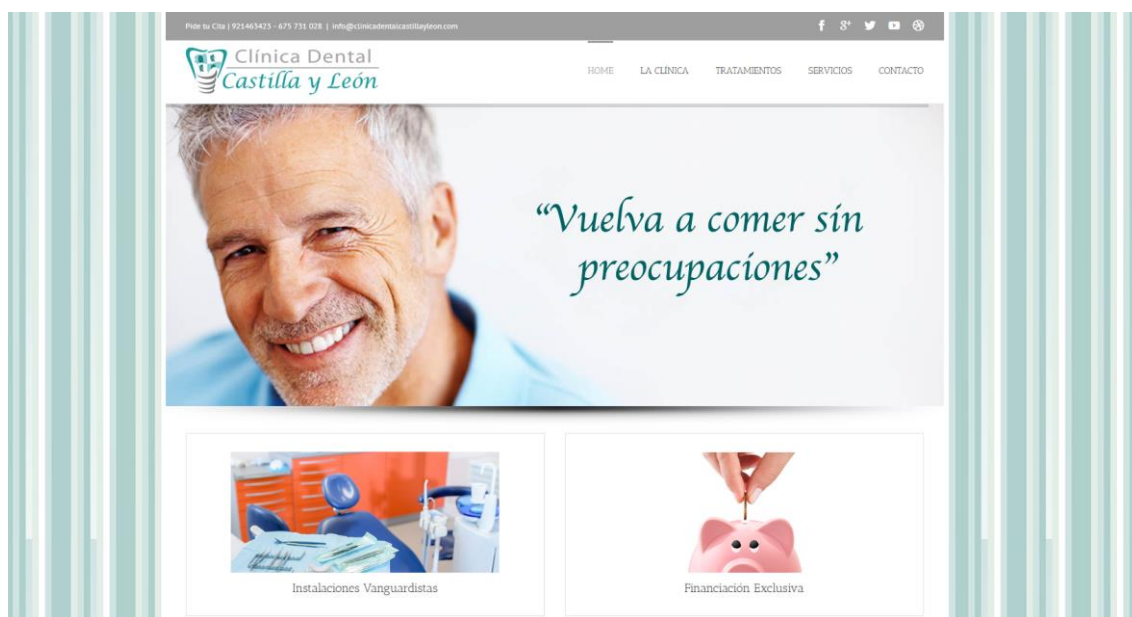 Pide tu Cita | 921463423 - 675 731 028 | info@clinicadentalcastillayleon.com
Clínica Dental
Castilla y León
HOME LA CLÍNICA TRATAMIENTOS SERVICIOS CONTACTO
“Vuelva a comer sin
preocupaciones”
Instalaciones Vanguardistas
Financiación Exclusiva